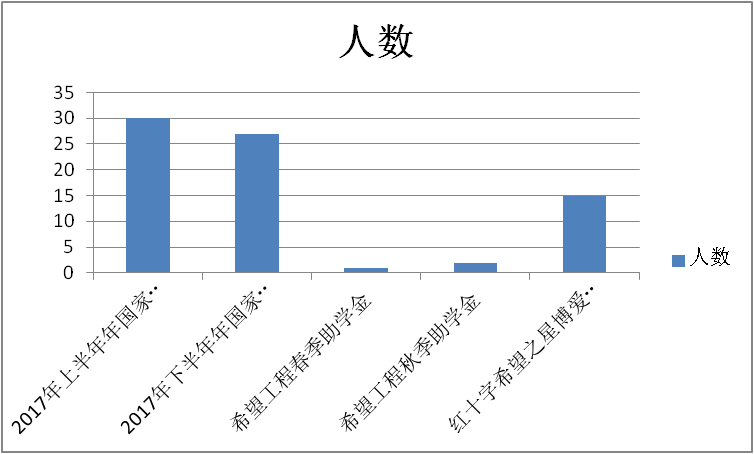 人数
35
30
25
20
15
10
5
0
2017年上半年年国家..
2017年下半年年国家..
希望工程春季助学金
希望工程秋季助学金
红十字希望之星博爱..
人数